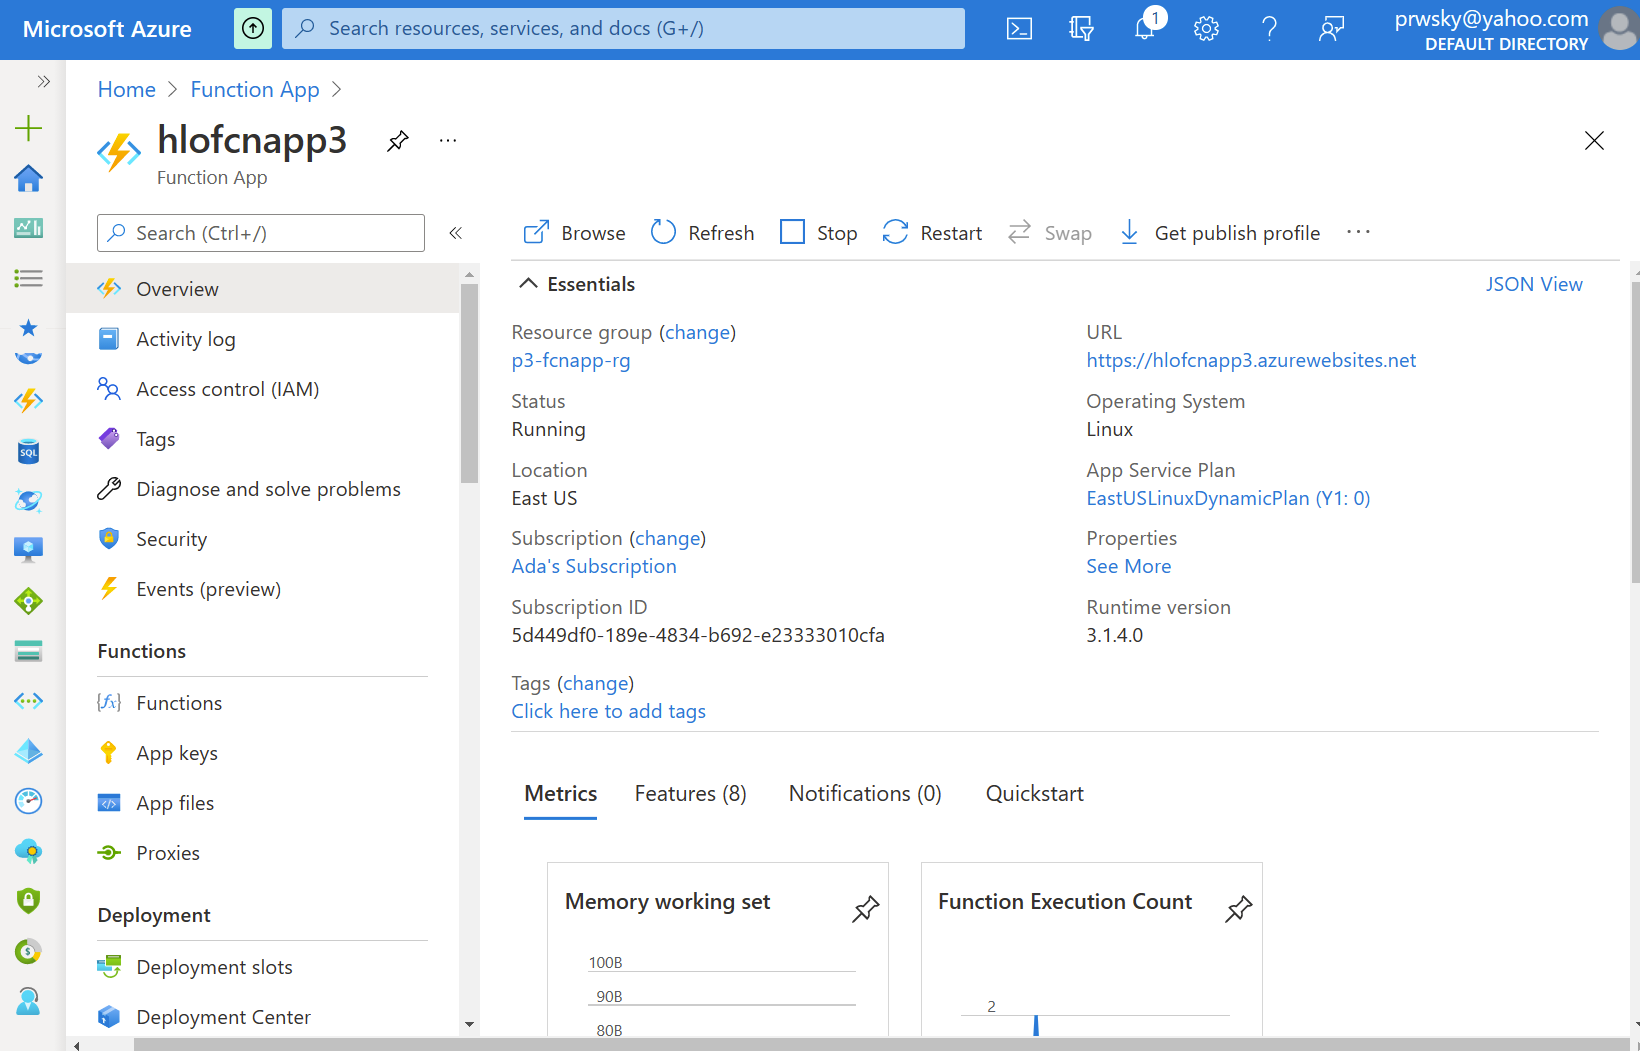 Microsoft Azure
Search resources, services, and docs (G+/)
1
prwsky@yahoo.com
DEFAULT DIRECTORY
Home > Function App >
hlofcnapp3
...
Function App
Search (Ctrl+/)
«
Browse
Refresh
Stop
Restart
Swap
Get publish profile
...
Overview
Activity log
Access control (IAM)
Tags
Diagnose and solve problems
Security
Events (preview)
Functions
Functions
App keys
App files
Proxies
Deployment
Deployment slots
Deployment Center
SQL
Essentials
JSON View
Resource group (change)
p3-fcnapp-rg
Status
Running
Location
East US
Subscription (change)
Ada's Subscription
Subscription ID
5d449df0-189e-4834-b692-e23333010cfa
Tags (change)
Click here to add tags
URL
https://hlofcnapp3.azurewebsites.net
Operating System
Linux
App Service Plan
EastUSLinuxDynamicPlan (Y1: 0)
Properties
See More
Runtime version
3.1.4.0
Metrics
Features (8)
Notifications (0)
Quickstart
Memory working set
100B
90B
80B
Function Execution Count
2